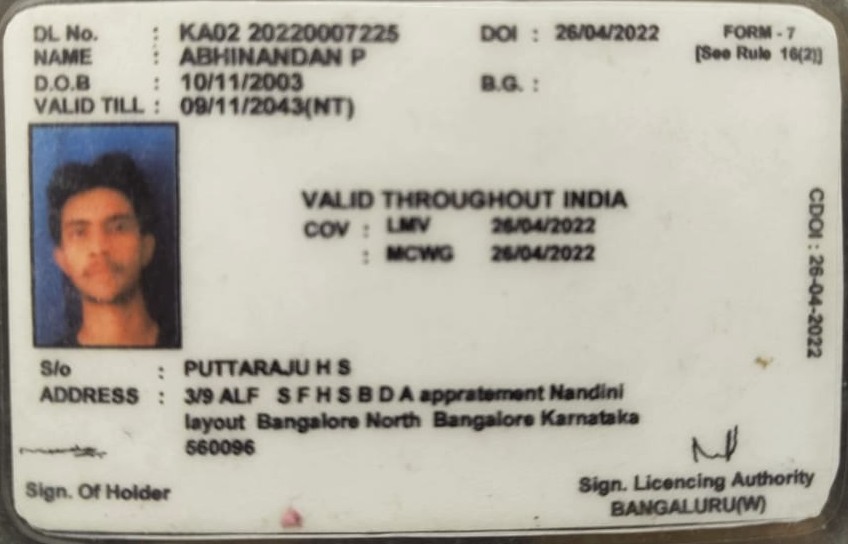 DL No. : KA02 20220007225 DOI : 26/04/2022 FORM - 7
NAME : ABHINANDAN P [See Rule 16(2)]
D.O.B : 10/11/2003 B.G. :
VALID TILL : 09/11/2043(NT)
VALID THROUGHOUT INDIA
COV : LMV 26/04/2022
: MCWG 26/04/2022
CDOI : 26-04-2022
S/o : PUTTARAJU H S
ADDRESS : 3/9 ALF S F H S B D A appratement Nandini
layout Bangalore North Bangalore Karnataka
560096
Sign. Of Holder
Sign. Licencing Authority
BANGALURU(W)